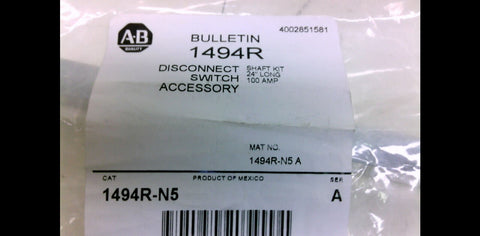 A-B
QUALITY
BULLETIN
1494R
4002851581
DISCONNECT
SWITCH
ACCESSORY
SHAFT KIT
24" LONG
100 AMP
MAT NO.
1494R-N5 A
CAT
PRODUCT OF MEXICO
SER
1494R-N5
A